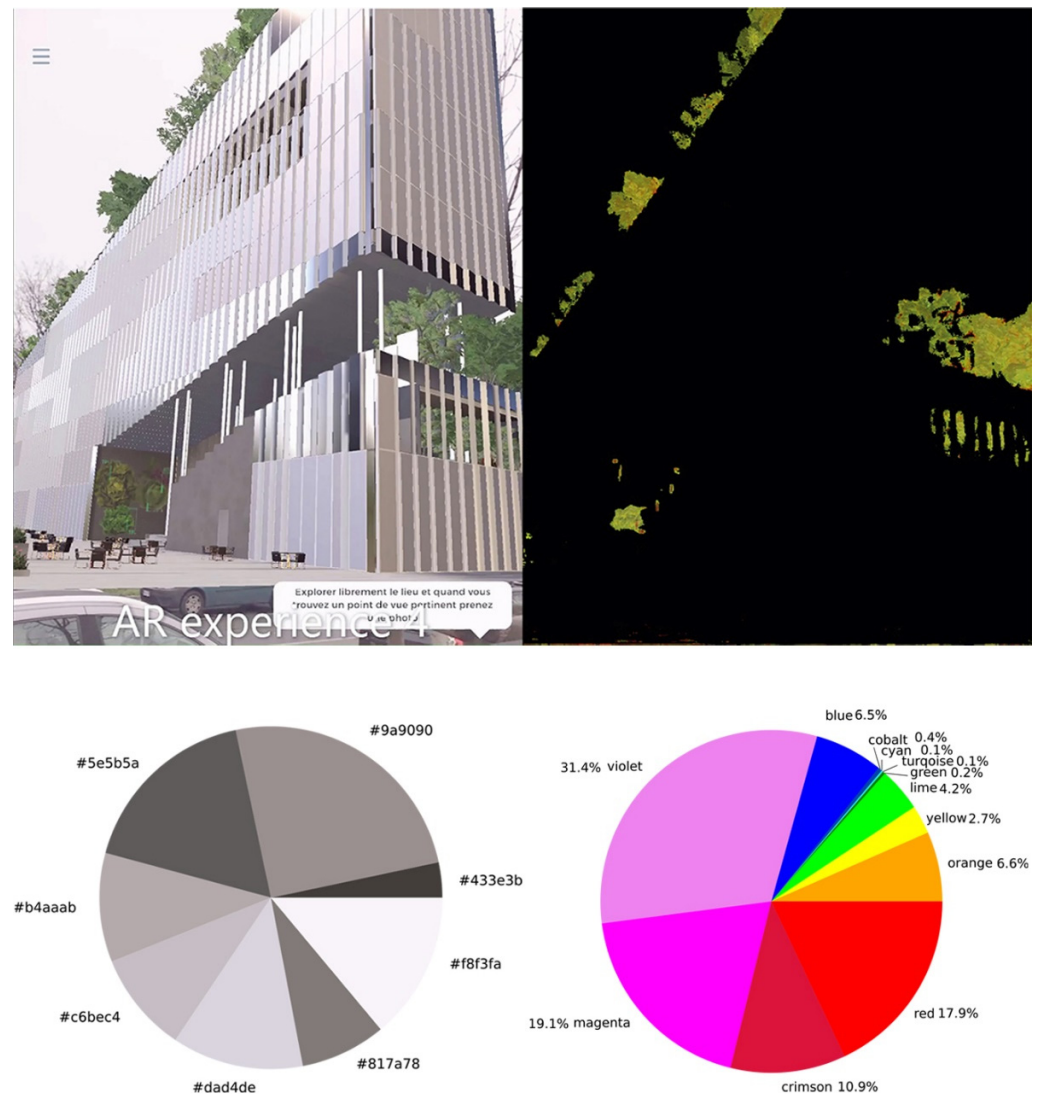 Explorer librement le lieu et quand vous
trouvez un point de vue pertinent prenez
une photo
AR experience 4
#9a9090
#5e5b5a
#433e3b
#b4aaab
#f8f3fa
#c6bec4
#817a78
#dad4de
blue 6.5%
cobalt 0.4%
cyan 0.1%
turqoise 0.1%
green 0.2%
lime 4.2%
31.4% violet
yellow 2.7%
orange 6.6%
red 17.9%
19.1% magenta
crimson 10.9%